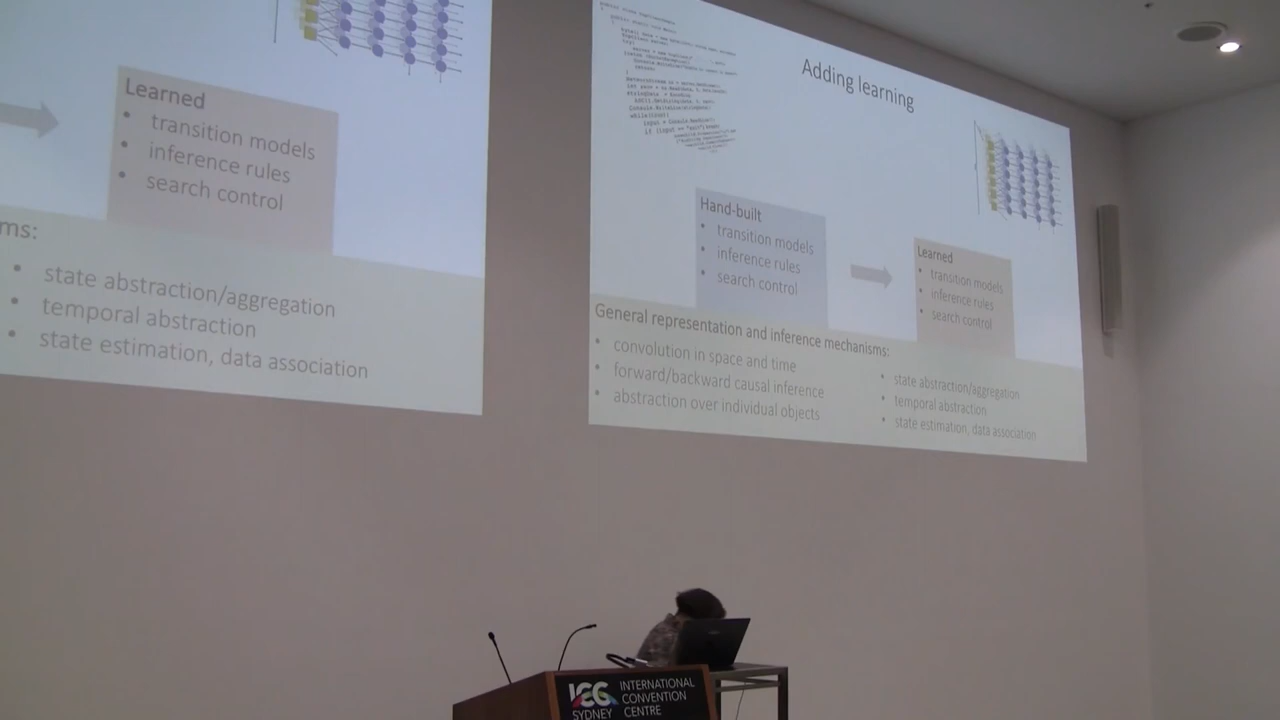 Learned
• transition models
• inference rules
• search control
ms:
• state abstraction/aggregation
• temporal abstraction
• state estimation, data association
Adding learning
Hand-built
• transition models
• inference rules
• search control
Learned
• transition models
• inference rules
• search control
General representation and inference mechanisms:
• convolution in space and time
• forward/backward causal inference
• abstraction over individual objects
• state abstraction/aggregation
• temporal abstraction
• state estimation, data association
ICC
SYDNEY
INTERNATIONAL
CONVENTION
CENTRE